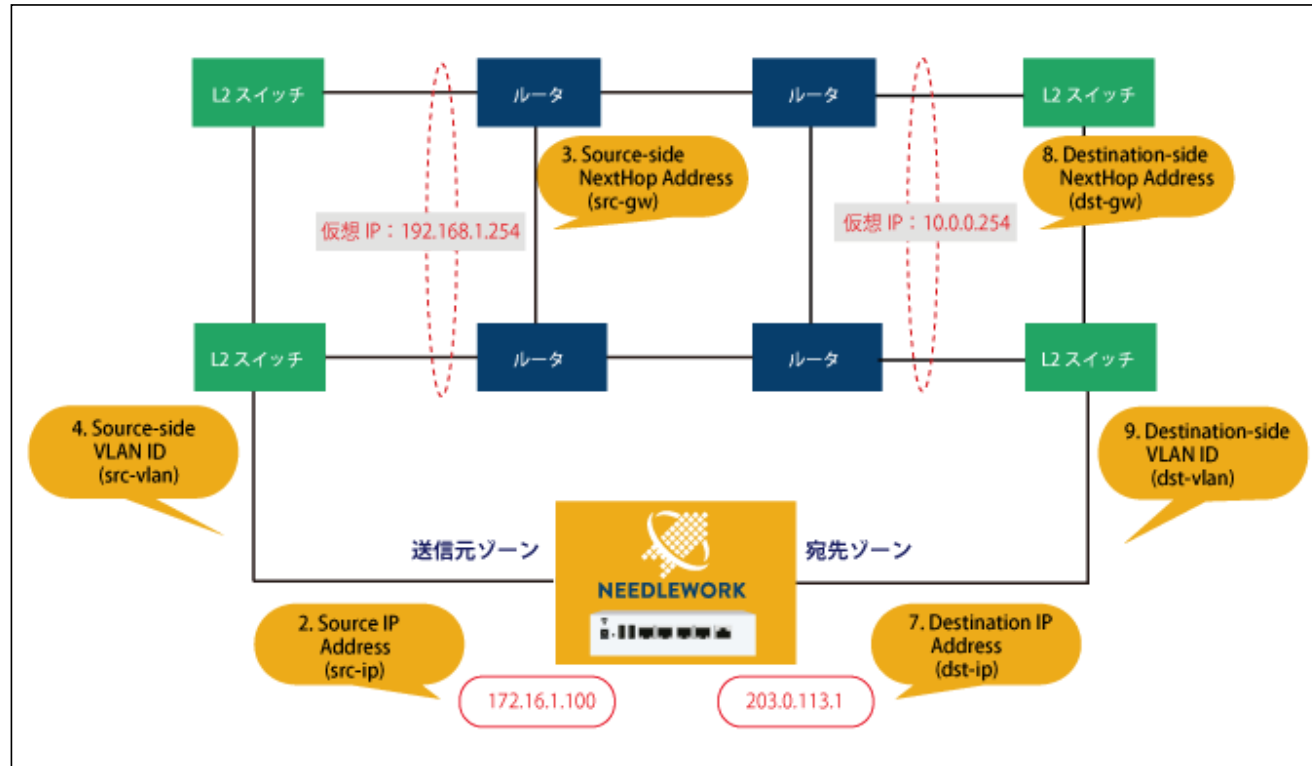 L2 スイッチ
ルータ
ルータ
L2 スイッチ
3. Source-side
NextHop Address
(src-gw)
8. Destination-side
NextHop Address
(dst-gw)
仮想 IP：192.168.1.254
仮想 IP：10.0.0.254
L2 スイッチ
ルータ
ルータ
L2 スイッチ
4. Source-side
VLAN ID
(src-vlan)
9. Destination-side
VLAN ID
(dst-vlan)
送信元ゾーン
宛先ゾーン
NEEDLEWORK
2. Source IP
Address
(src-ip)
7. Destination IP
Address
(dst-ip)
172.16.1.100
203.0.113.1